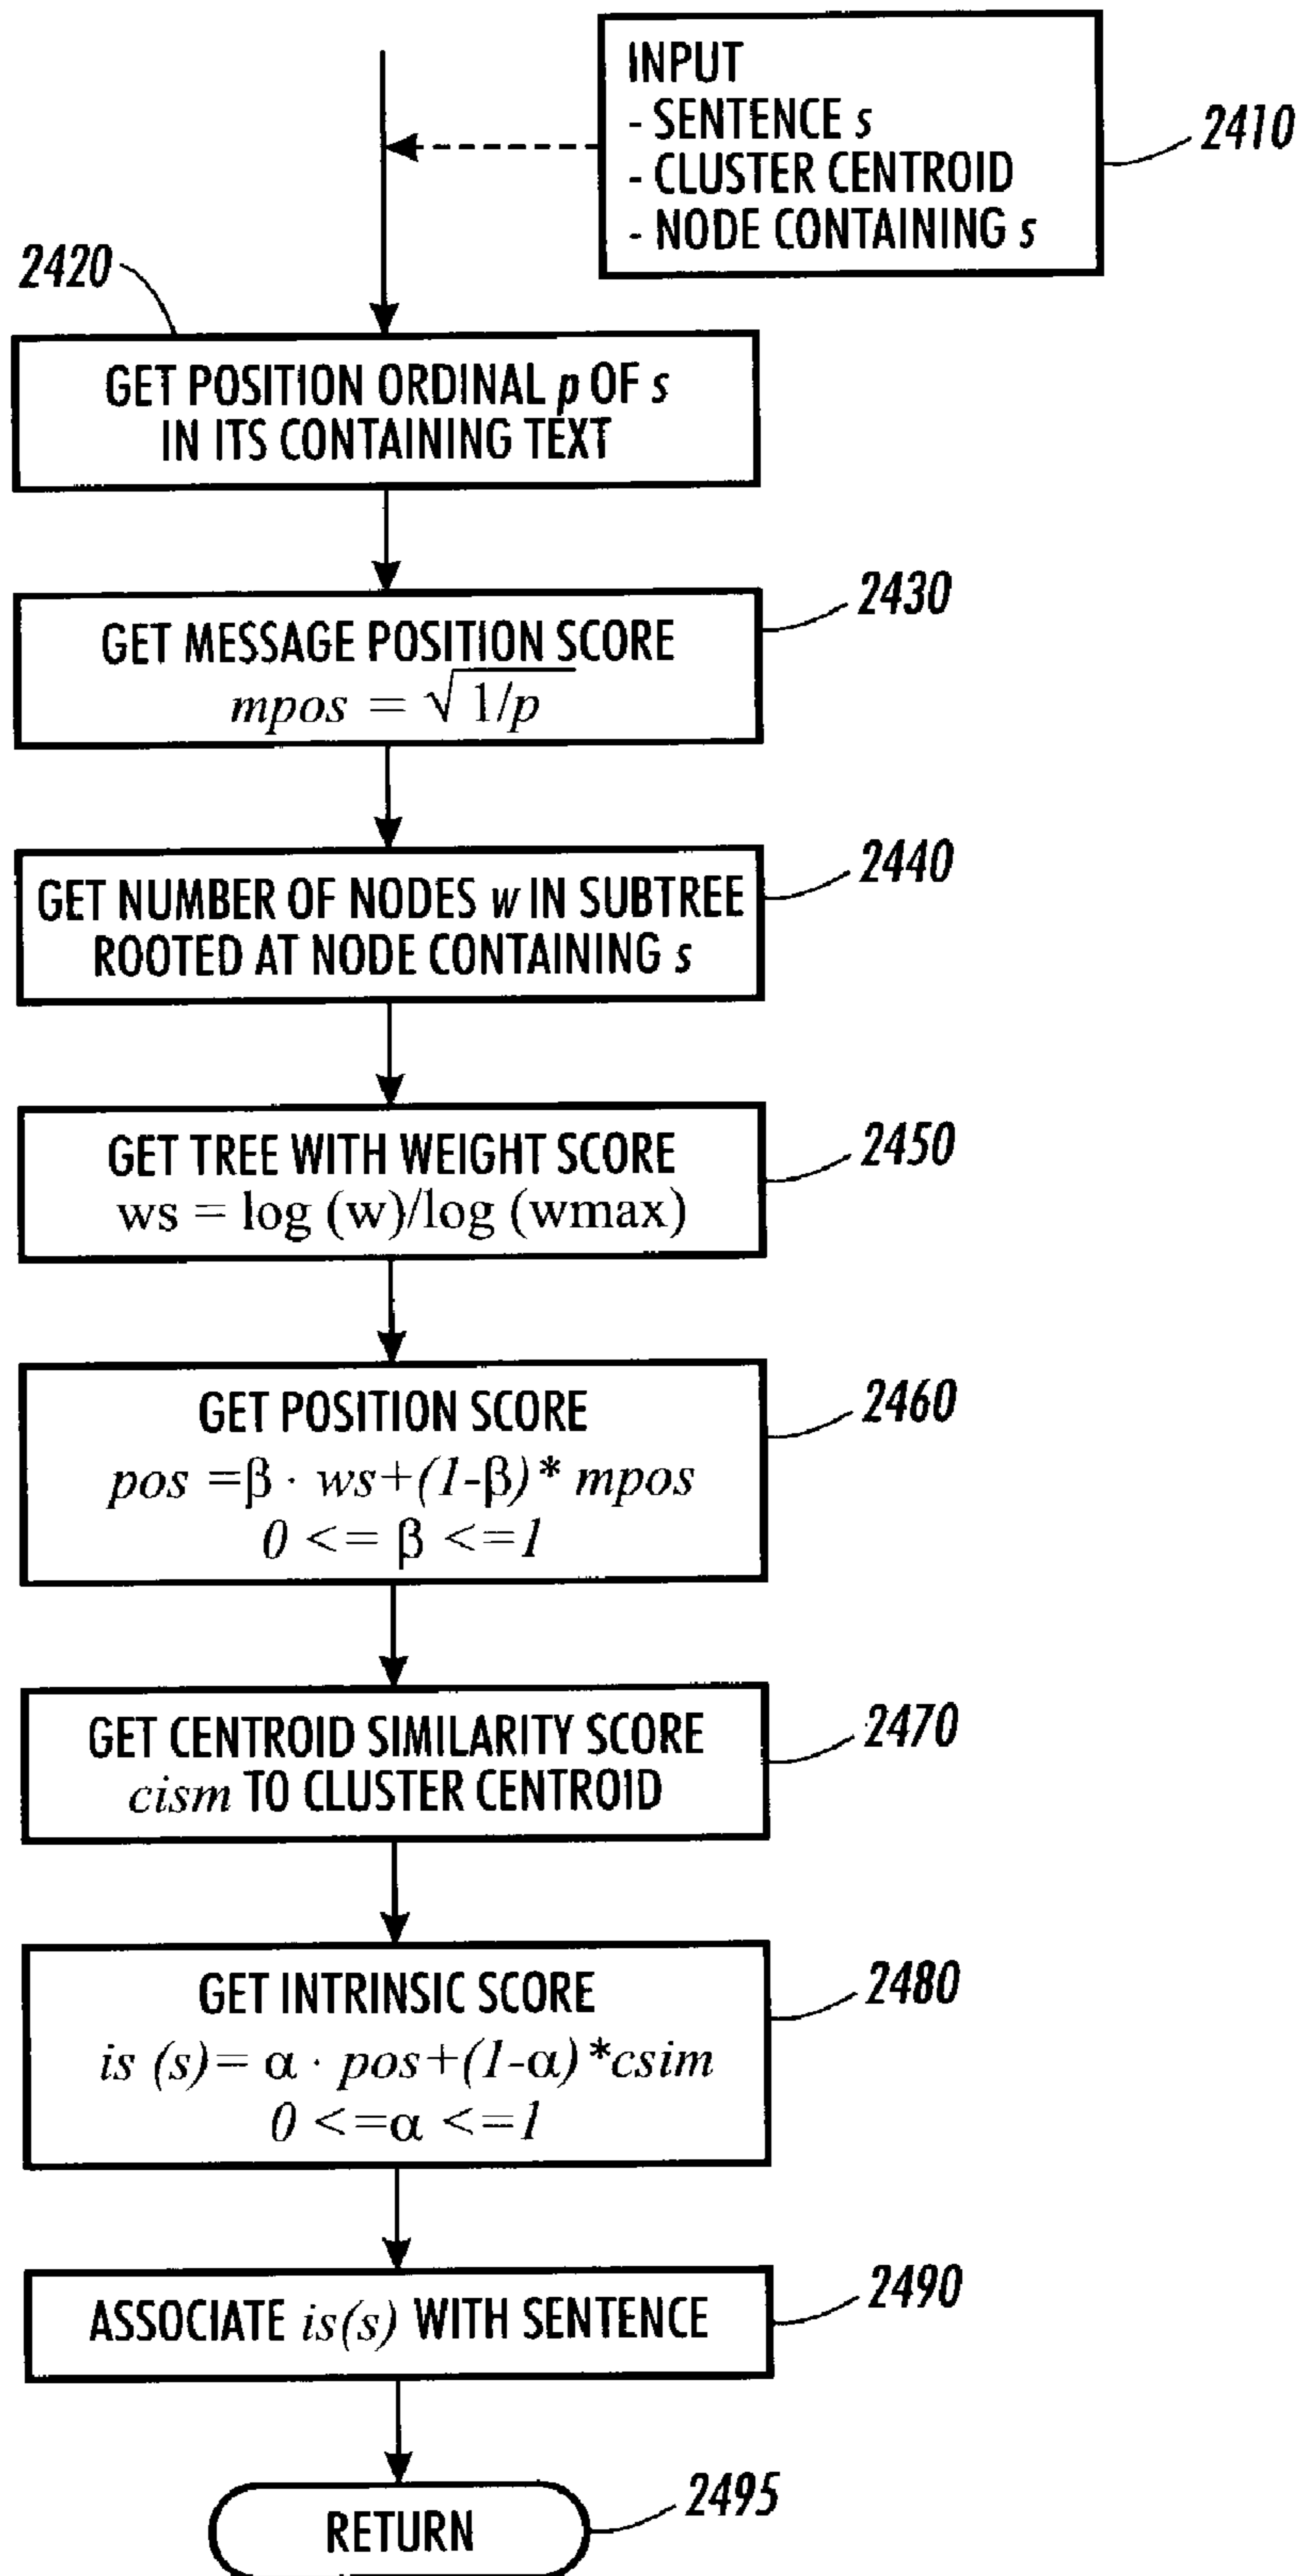 INPUT
- SENTENCE s
- CLUSTER CENTROID
- NODE CONTAINING s
2410
2420
GET POSITION ORDINAL p OF s
IN ITS CONTAINING TEXT
2430
GET MESSAGE POSITION SCORE
mpos = √1/p
2440
GET NUMBER OF NODES w IN SUBTREE
ROOTED AT NODE CONTAINING s
2450
GET TREE WITH WEIGHT SCORE
ws = log (w)/log (wmax)
2460
GET POSITION SCORE
pos =β · ws+(1-β)* mpos
0 <= β <=1
2470
GET CENTROID SIMILARITY SCORE
cism TO CLUSTER CENTROID
2480
GET INTRINSIC SCORE
is (s)= α · pos+(1-α)*csim
0 <=α <=1
2490
ASSOCIATE is(s) WITH SENTENCE
2495
RETURN